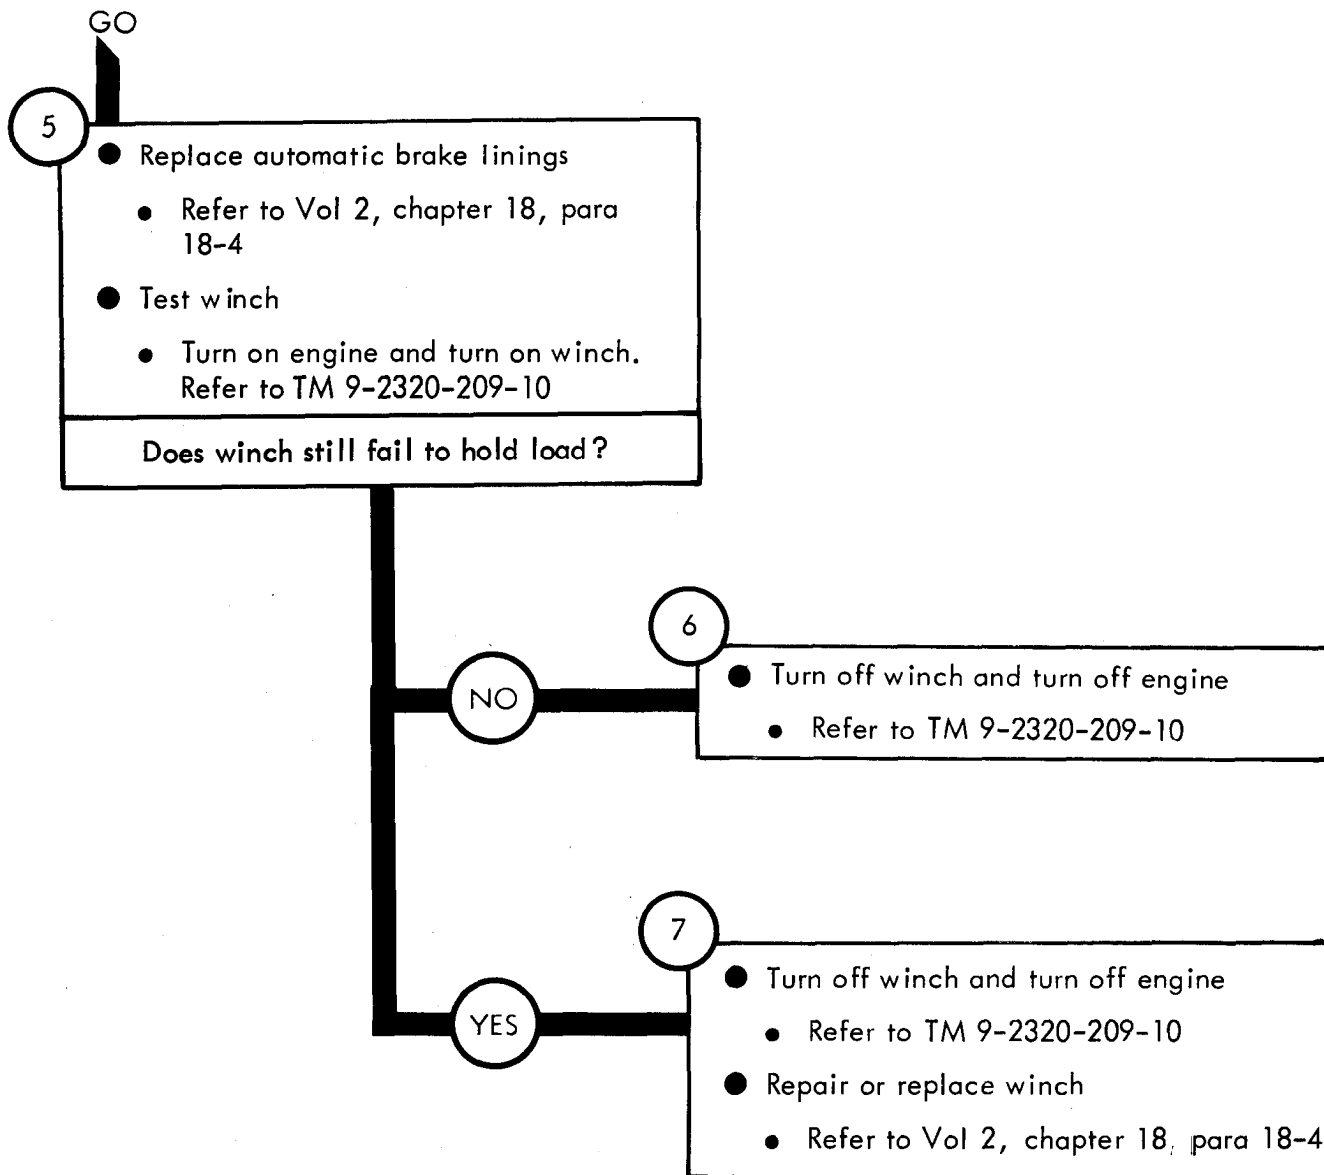 GO
5
● Replace automatic brake linings
● Refer to Vol 2, chapter 18, para
18-4
● Test winch
● Turn on engine and turn on winch.
Refer to TM 9-2320-209-10
Does winch still fail to hold load?
6
NO
● Turn off winch and turn off engine
● Refer to TM 9-2320-209-10
7
YES
● Turn off winch and turn off engine
● Refer to TM 9-2320-209-10
● Repair or replace winch
● Refer to Vol 2, chapter 18, para 18-4